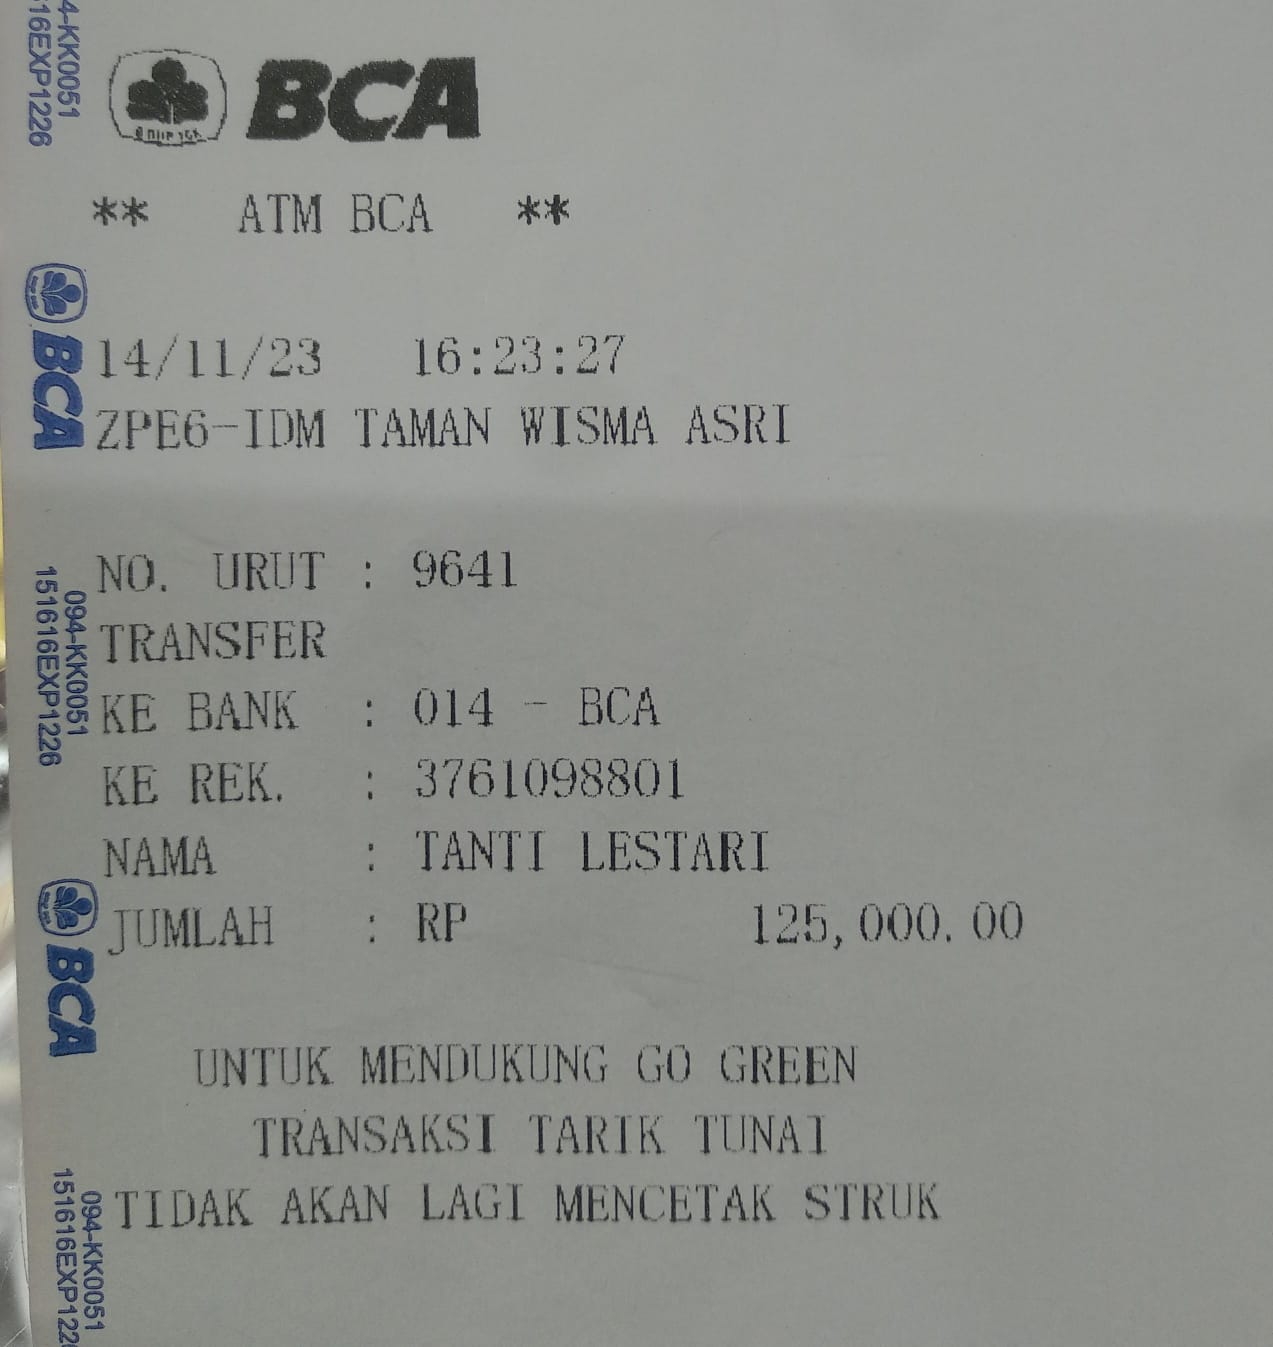 BCA
** ATM BCA **
14/11/23 16:23:27
ZPE6-IDM TAMAN WISMA ASRI
NO. URUT : 9641
TRANSFER
KE BANK : 014 - BCA
KE REK. : 3761098801
NAMA : TANTI LESTARI
JUMLAH : RP 125,000.00
UNTUK MENDUKUNG GO GREEN
TRANSAKSI TARIK TUNAI
TIDAK AKAN LAGI MENCETAK STRUK
4-KK0051
16EXP1226
BCA
094-KK0051
151616EXP1226
BCA
094-KK0051
151616EXP122